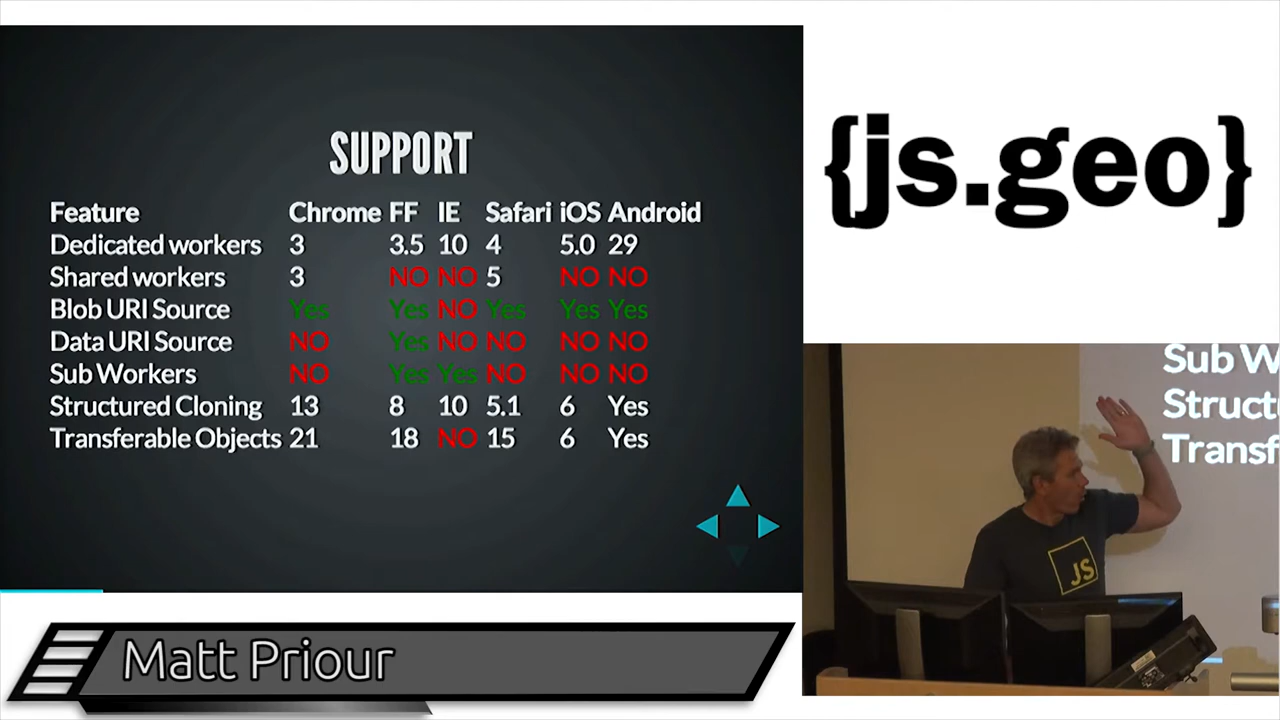 SUPPORT
Feature Chrome FF IE Safari iOS Android
Dedicated workers 3 3.5 10 4 5.0 29
Shared workers 3 NO NO 5 NO NO
Blob URI Source Yes Yes NO Yes Yes Yes
Data URI Source NO Yes NO NO NO NO
Sub Workers NO Yes Yes NO NO NO
Structured Cloning 13 8 10 5.1 6 Yes
Transferable Objects 21 18 NO 15 6 Yes
{js.geo}
Sub W
Struct
Transf
JS
Matt Priour